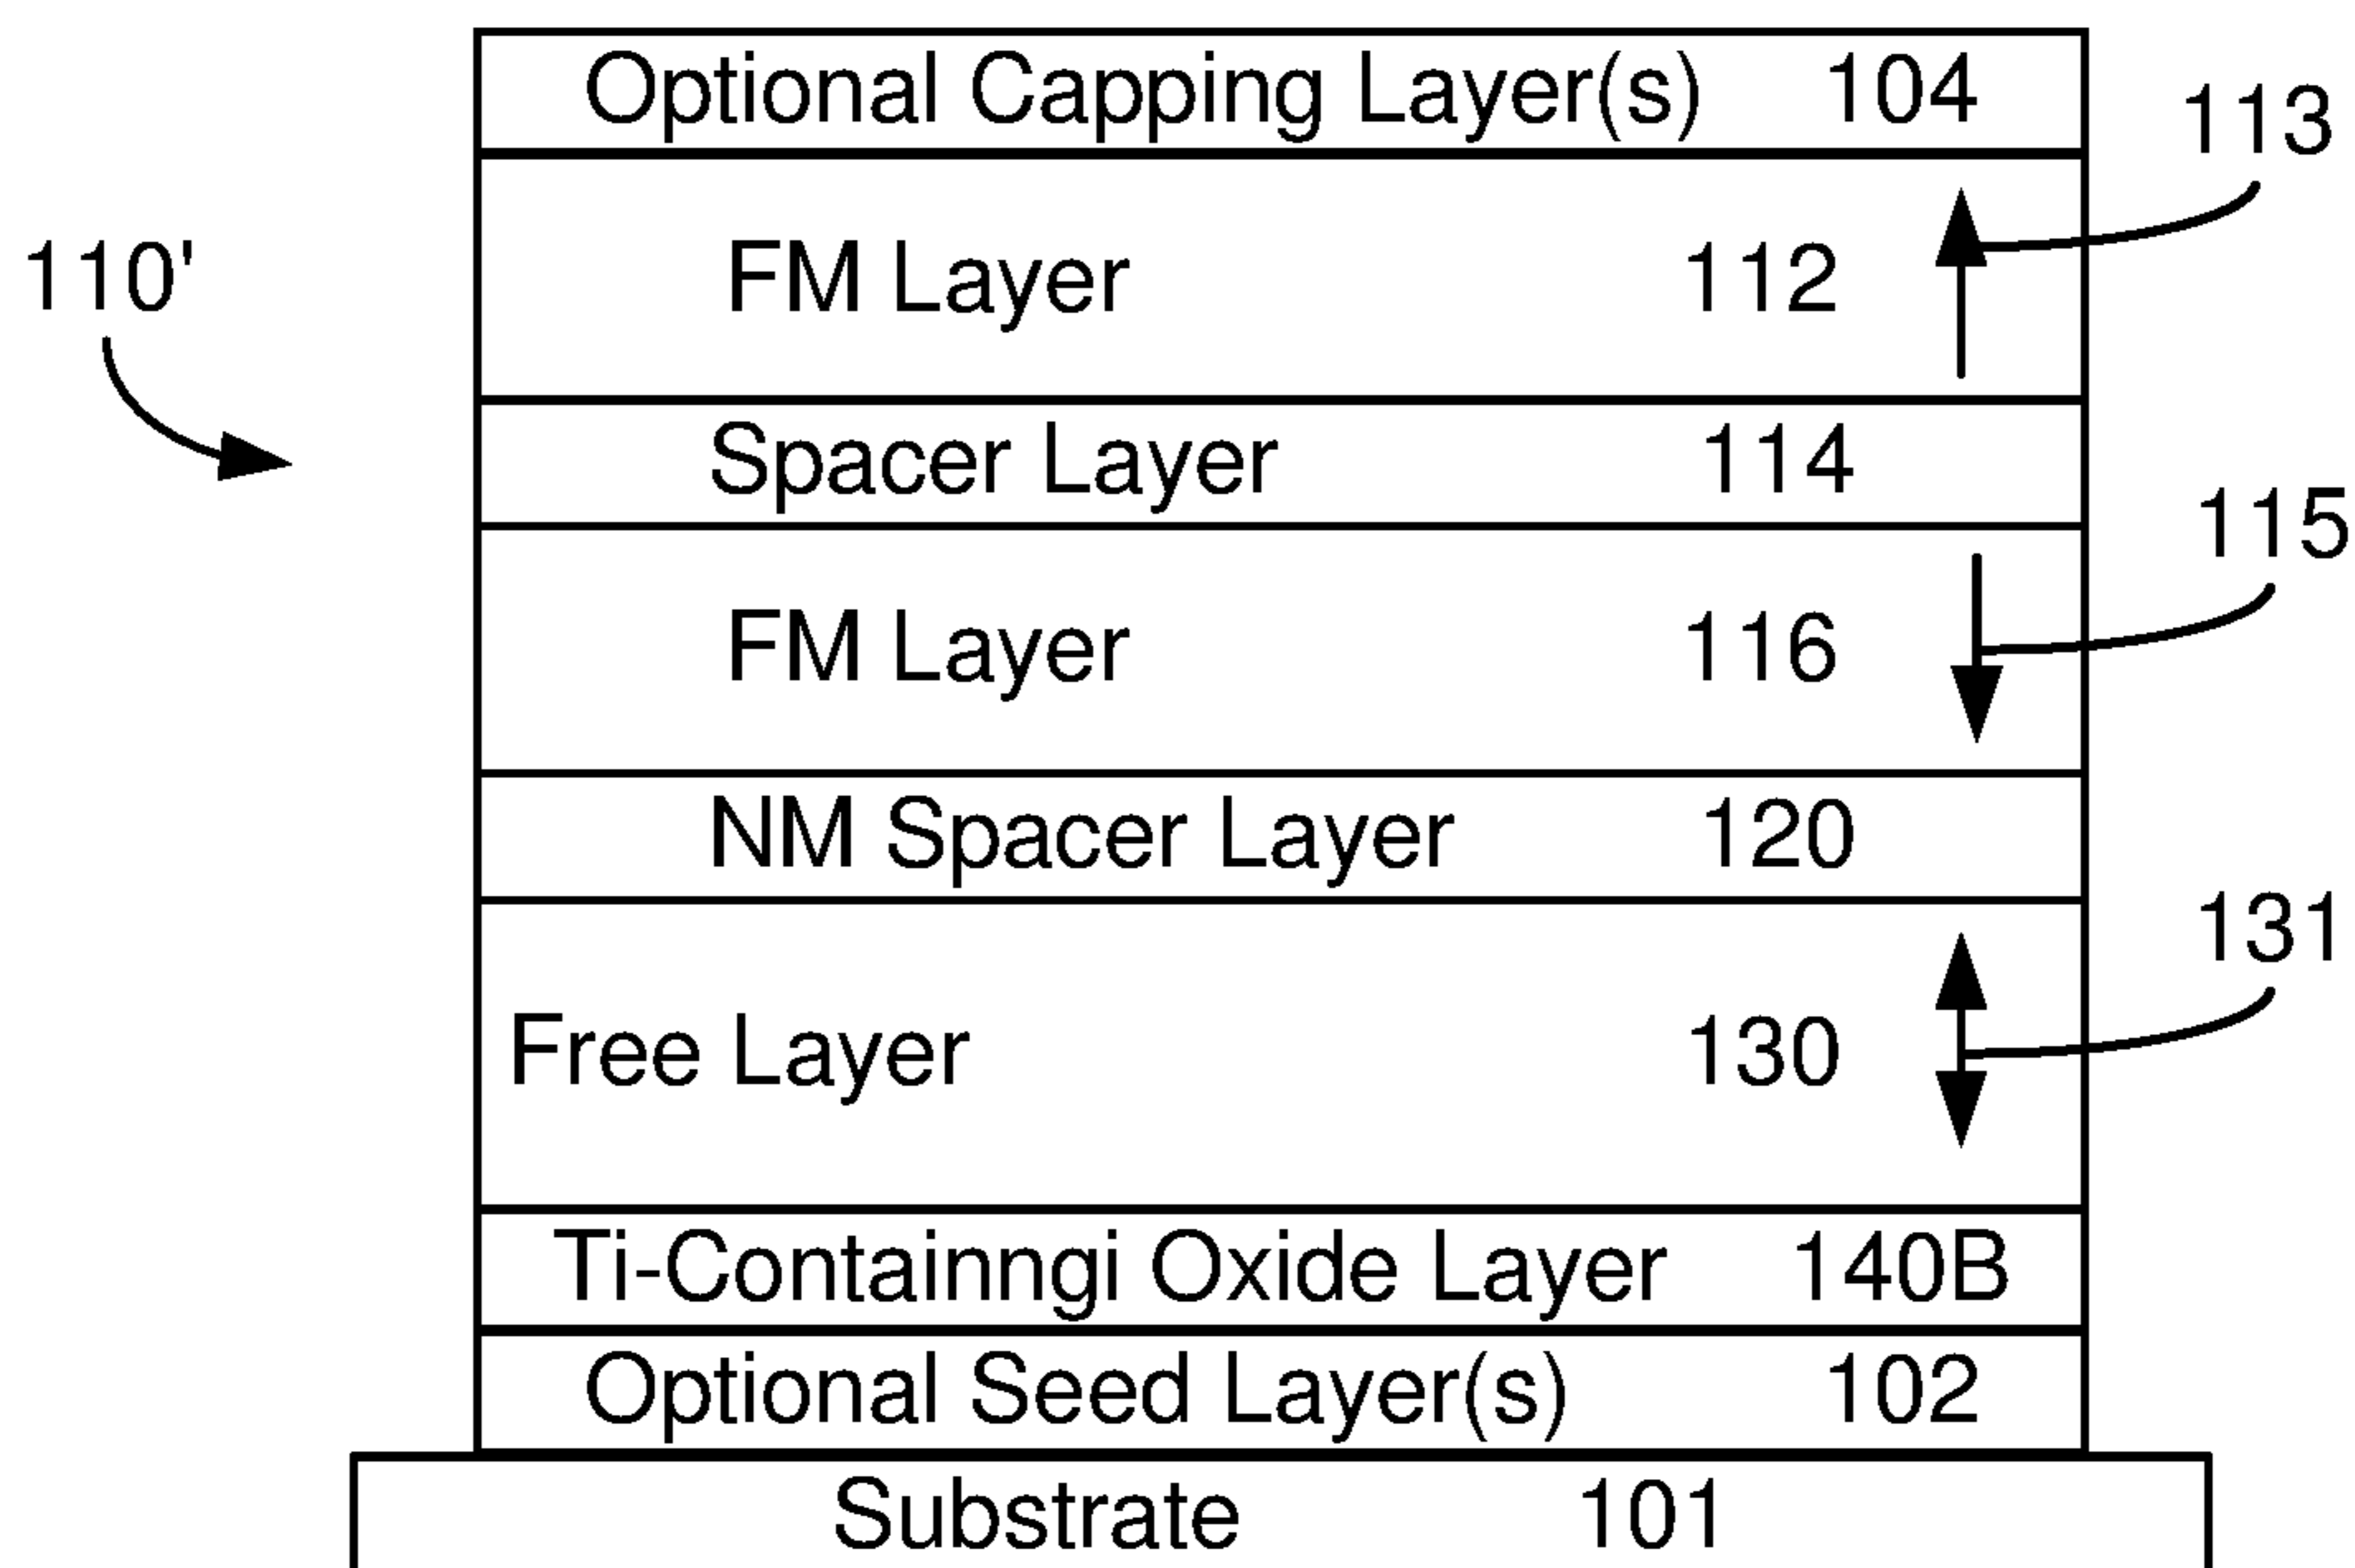 Optional Capping Layer(s) 104
113
FM Layer 112
110'
Spacer Layer 114
115
FM Layer 116
NM Spacer Layer 120
131
Free Layer 130
Ti-Containngi Oxide Layer 140B
Optional Seed Layer(s) 102
Substrate 101